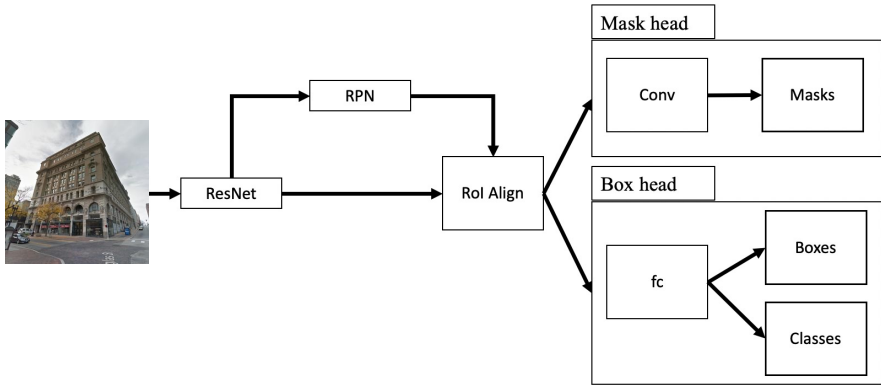 Mask head
RPN
Conv
Masks
ResNet
RoI Align
Box head
Boxes
fc
Classes